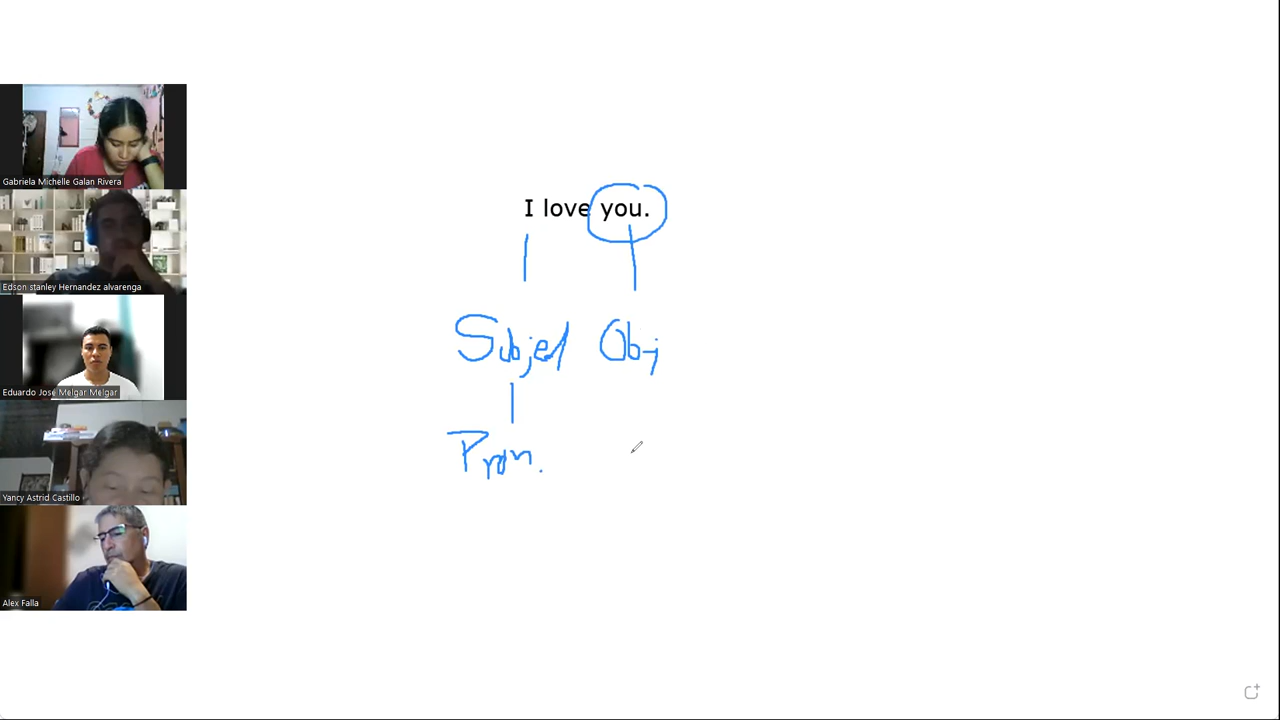 Gabriela Michelle Galan Rivera
Edson stanley Hernandez alvarenga
Eduardo José Melgar Melgar
Yancy Astrid Castillo
Alex Falla
I love you.
Subject Obj
Pron.